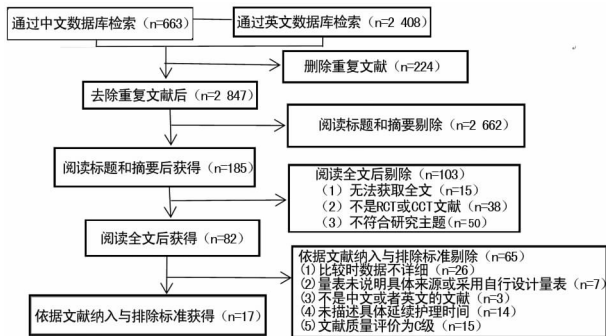 通过中文数据库检索（n=663）
通过英文数据库检索（n=2 408）
删除重复文献（n=224）
去除重复文献后（n=2 847）
阅读标题和摘要剔除（n=2 662）
阅读标题和摘要后获得（n=185）
阅读全文后剔除（n=103）
（1）无法获取全文（n=15）
（2）不是RCT或CCT文献（n=38）
（3）不符合研究主题（n=50）
阅读全文后获得（n=82）
依据文献纳入与排除标准剔除（n=65）
(1)比较时数据不详细（n=26）
(2)量表未说明具体来源或采用自行设计量表（n=7）
(3)不是中文或者英文的文献（n=3）
(4)未描述具体延续护理时间（n=14）
(5)文献质量评价为C级（n=15）
依据文献纳入与排除标准获得（n=17）